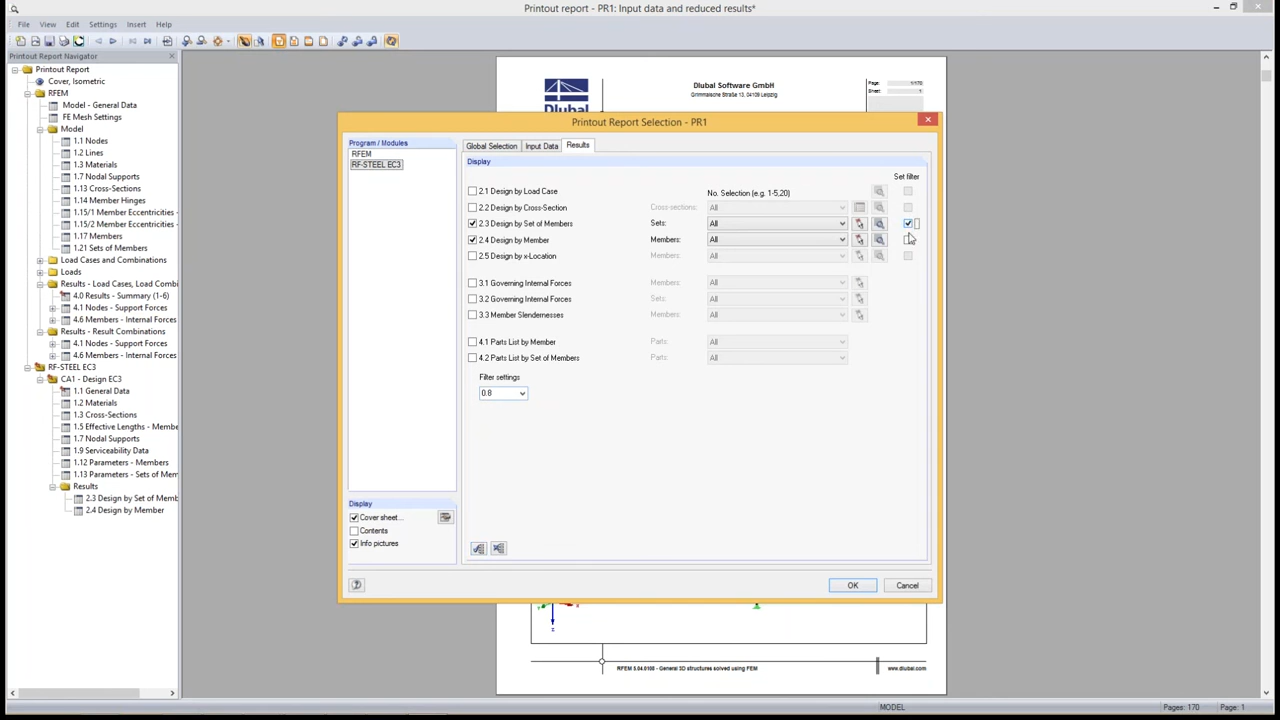 Printout report - PR1: Input data and reduced results*
File View Edit Settings Insert Help
Printout Report Navigator
Printout Report
Cover, Isometric
RFEM
Model - General Data
FE Mesh Settings
Model
1.1 Nodes
1.2 Lines
1.3 Materials
1.7 Nodal Supports
1.13 Cross-Sections
1.14 Member Hinges
1.15/1 Member Eccentricities
1.15/2 Member Eccentricities
1.17 Members
1.21 Sets of Members
Load Cases and Combinations
Loads
Results - Load Cases, Load Combi
4.0 Results - Summary (1-6)
4.1 Nodes - Support Forces
4.6 Members - Internal Forces
Results - Result Combinations
4.1 Nodes - Support Forces
4.6 Members - Internal Forces
RF-STEEL EC3
CA1 - Design EC3
1.1 General Data
1.2 Materials
1.3 Cross-Sections
1.5 Effective Lengths - Membe
1.7 Nodal Supports
1.9 Serviceability Data
1.12 Parameters - Members
1.13 Parameters - Sets of Mem
Results
2.3 Design by Set of Memb
2.4 Design by Member
Dlubal
Dlubal Software GmbH
Grimmaische Straße 13, 04109 Leipzig
Page: 1/170
Sheet: 1
Printout Report Selection - PR1
Program / Modules
RFEM
RF-STEEL EC3
Display
Cover sheet...
Contents
Info pictures
Global Selection Input Data Results
Display
Set filter
No. Selection (e.g. 1-5,20)
2.1 Design by Load Case
2.2 Design by Cross-Section Cross-sections: All
2.3 Design by Set of Members Sets: All
2.4 Design by Member Members: All
2.5 Design by x-Location Members: All
3.1 Governing Internal Forces Members: All
3.2 Governing Internal Forces Sets: All
3.3 Member Slendernesses Members: All
4.1 Parts List by Member Parts: All
4.2 Parts List by Set of Members Parts: All
Filter settings
0.8
OK Cancel
RFEM 5.04.0108 - General 3D structures solved using FEM
www.dlubal.com
MODEL Pages: 170 Page: 1